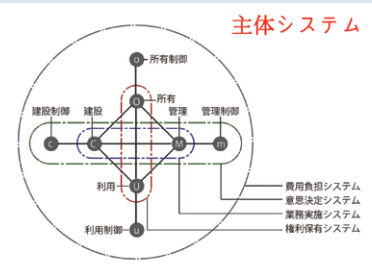 主体システム
o
所有制御
O
所有
建設制御
建設
管理
管理制御
c
C
M
m
利用
U
利用制御
u
費用負担システム
意思決定システム
業務実施システム
権利保有システム